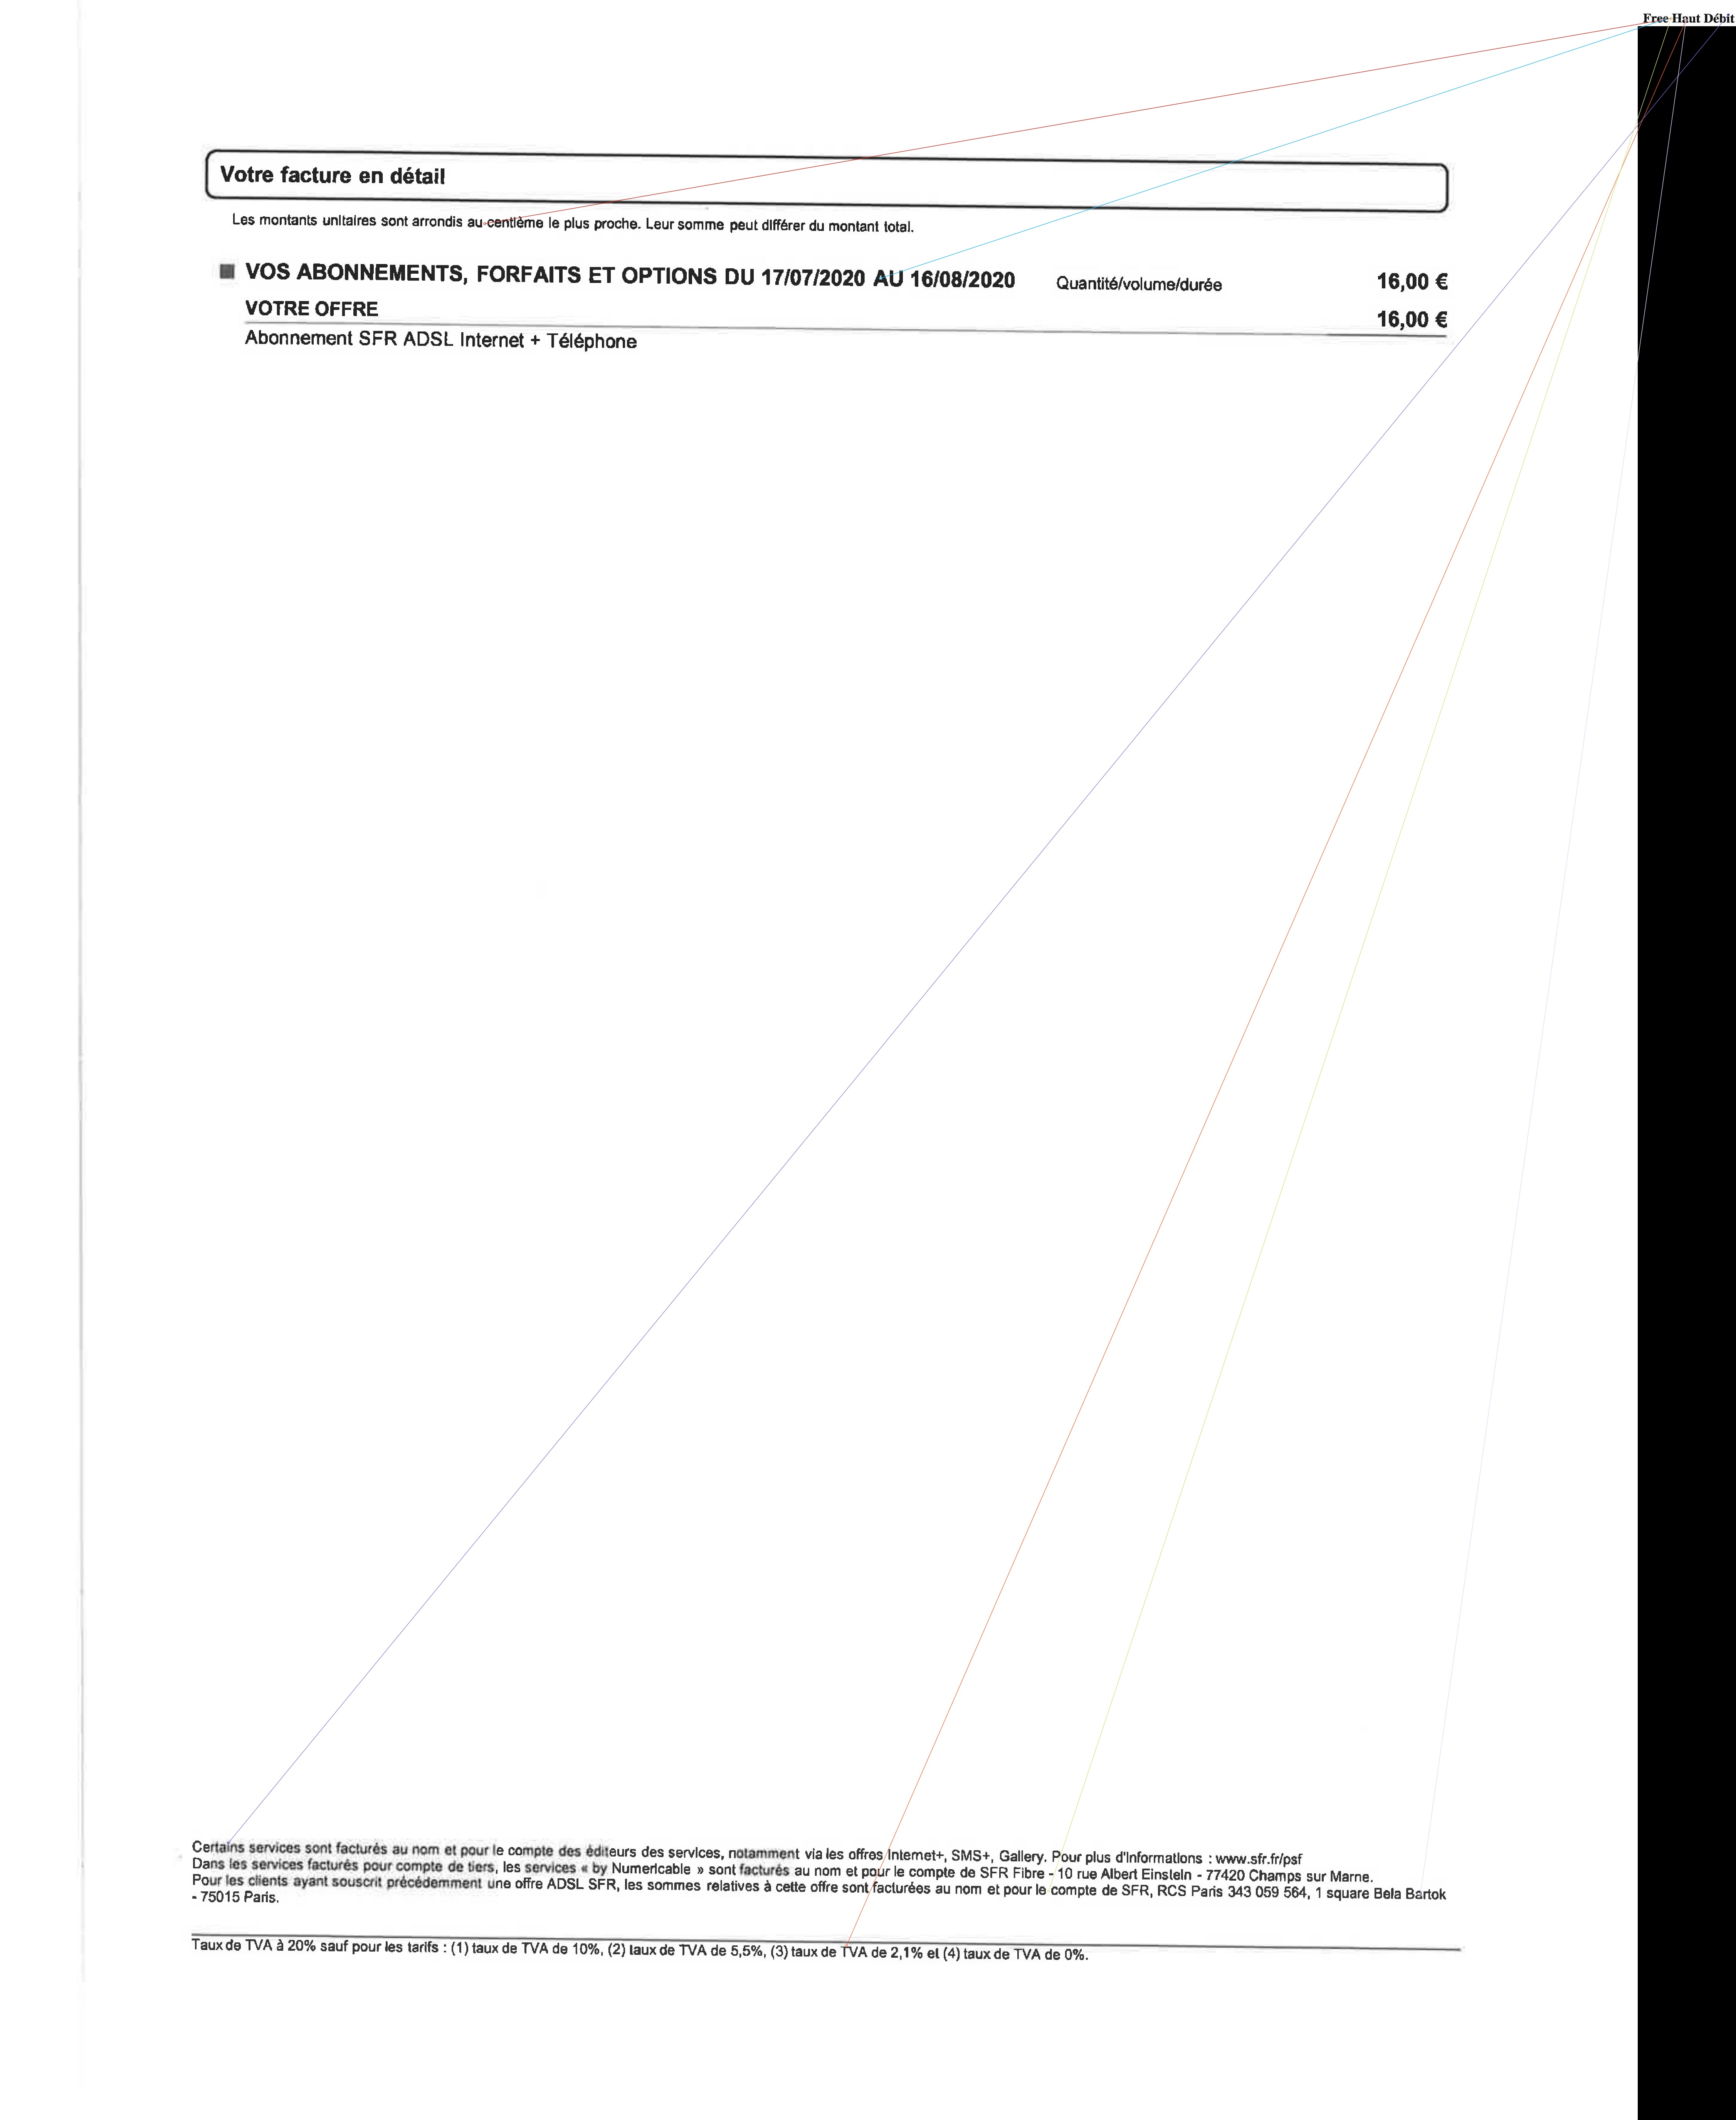 Free Haut Débit
Votre facture en détail
Les montants unitaires sont arrondis au centième le plus proche. Leur somme peut différer du montant total.
VOS ABONNEMENTS, FORFAITS ET OPTIONS DU 17/07/2020 AU 16/08/2020 Quantité/volume/durée 16,00 €
VOTRE OFFRE 16,00 €
Abonnement SFR ADSL Internet + Téléphone
Certains services sont facturés au nom et pour le compte des éditeurs des services, notamment via les offres Internet+, SMS+, Gallery. Pour plus d'informations : www.sfr.fr/psf
Dans les services facturés pour compte de tiers, les services « by Numericable » sont facturés au nom et pour le compte de SFR Fibre - 10 rue Albert Einstein - 77420 Champs sur Marne.
Pour les clients ayant souscrit précédemment une offre ADSL SFR, les sommes relatives à cette offre sont facturées au nom et pour le compte de SFR, RCS Paris 343 059 564, 1 square Bela Bartok
- 75015 Paris.
Taux de TVA à 20% sauf pour les tarifs : (1) taux de TVA de 10%, (2) taux de TVA de 5,5%, (3) taux de TVA de 2,1% et (4) taux de TVA de 0%.